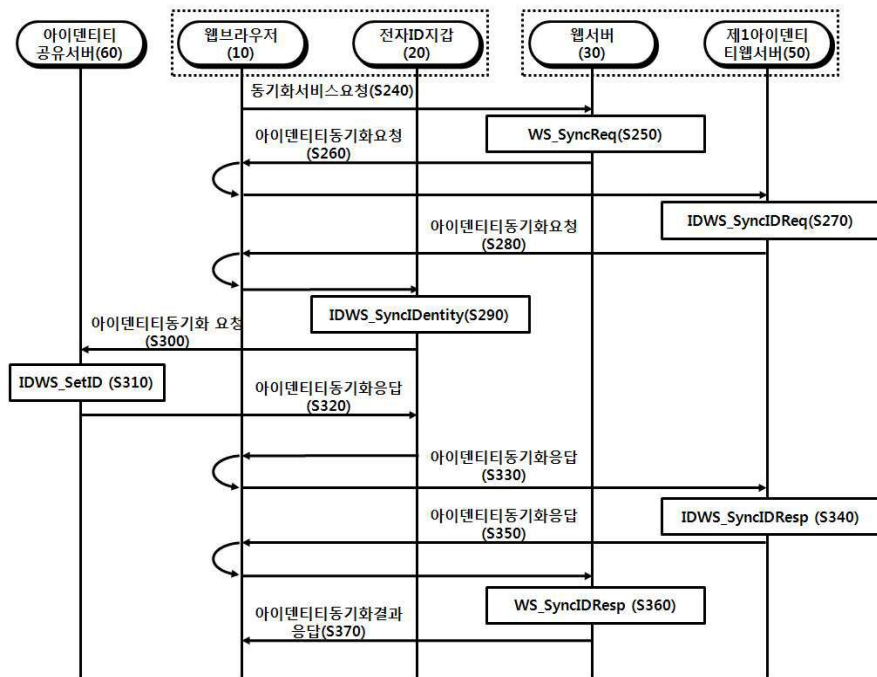 아이덴티티
공유서버(60)
웹브라우저
(10)
전자ID지갑
(20)
웹서버
(30)
제1아이덴티
티웹서버(50)
동기화서비스요청(S240)
WS_SyncReq(S250)
아이덴티티동기화요청
(S260)
IDWS_SyncIDReq(S270)
아이덴티티동기화요청
(S280)
IDWS_SyncIDentity(S290)
아이덴티티동기화 요청
(S300)
IDWS_SetID (S310)
아이덴티티동기화응답
(S320)
아이덴티티동기화응답
(S330)
IDWS_SyncIDResp (S340)
아이덴티티동기화응답
(S350)
WS_SyncIDResp (S360)
아이덴티티동기화결과
응답(S370)